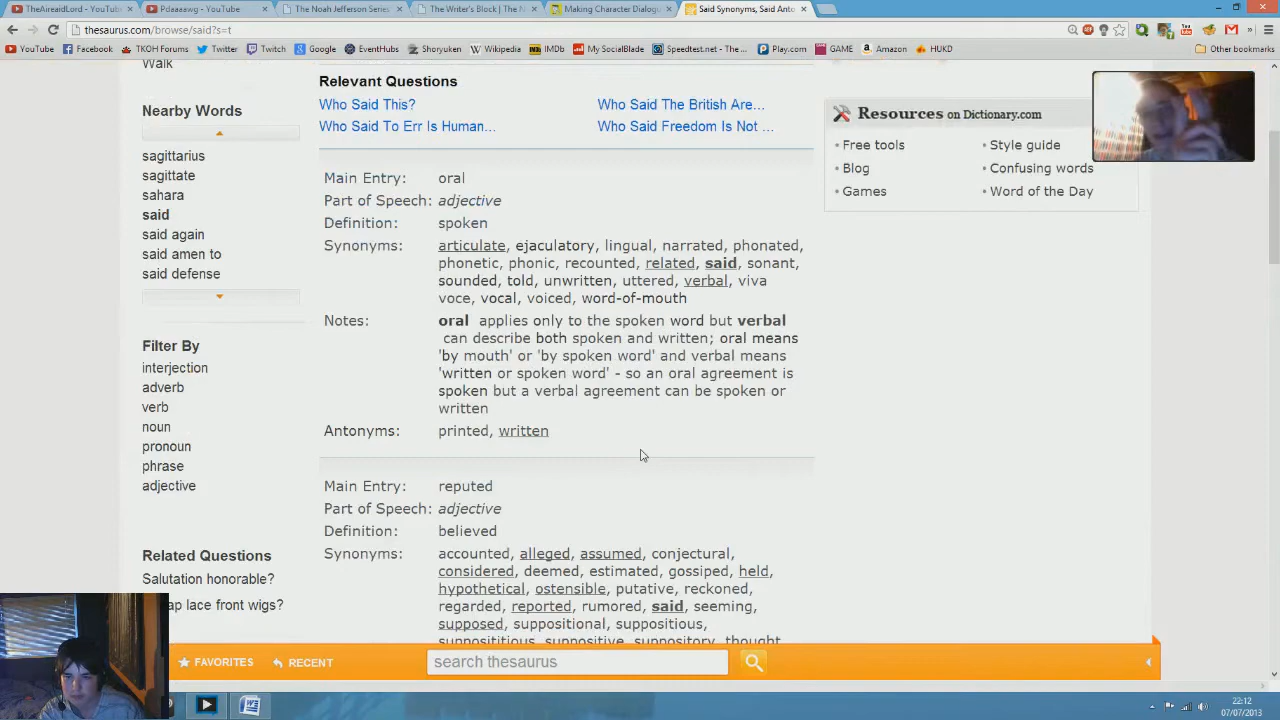 TheAireaidLord - YouTub
Pdaaaawg - YouTube
The Noah Jefferson Series
The Writer's Block | The N
Making Character Dialogu
Said Synonyms, Said Anto
thesaurus.com/browse/said?s=t
YouTube
Facebook
TKOH Forums
Twitter
Twitch
Google
EventHubs
Shoryuken
Wikipedia
IMDb
My SocialBlade
Speedtest.net - The ...
Play.com
GAME
Amazon
HUKD
Other bookmarks
Walk
Nearby Words
sagittarius
sagittate
sahara
said
said again
said amen to
said defense
Filter By
interjection
adverb
verb
noun
pronoun
phrase
adjective
Related Questions
Salutation honorable?
ap lace front wigs?
Relevant Questions
Who Said This?
Who Said The British Are...
Who Said To Err Is Human...
Who Said Freedom Is Not ...
Main Entry: oral
Part of Speech: adjective
Definition: spoken
Synonyms: articulate, ejaculatory, lingual, narrated, phonated,
phonetic, phonic, recounted, related, said, sonant,
sounded, told, unwritten, uttered, verbal, viva
voce, vocal, voiced, word-of-mouth
Notes: oral applies only to the spoken word but verbal
can describe both spoken and written; oral means
'by mouth' or 'by spoken word' and verbal means
'written or spoken word' - so an oral agreement is
spoken but a verbal agreement can be spoken or
written
Antonyms: printed, written
Main Entry: reputed
Part of Speech: adjective
Definition: believed
Synonyms: accounted, alleged, assumed, conjectural,
considered, deemed, estimated, gossiped, held,
hypothetical, ostensible, putative, reckoned,
regarded, reported, rumored, said, seeming,
supposed, suppositional, suppositious,
supposititious, suppositive, suppository, thought
Resources on Dictionary.com
Free tools
Style guide
Blog
Confusing words
Games
Word of the Day
FAVORITES
RECENT
search thesaurus
22:12
07/07/2013